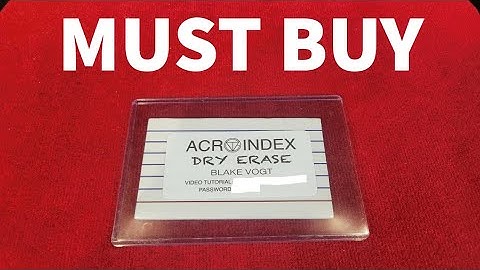 MUST BUY
ACROINDEX
DRY ERASE
BLAKE VOGT
VIDEO TUTORIAL
PASSWORD